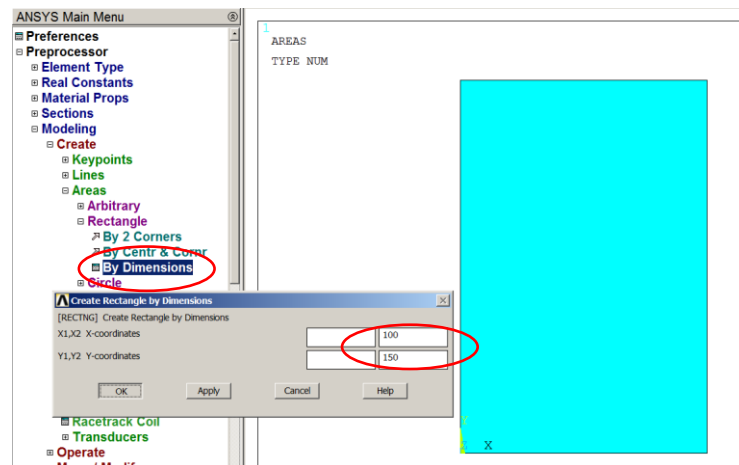 ANSYS Main Menu
Preferences
Preprocessor
Element Type
Real Constants
Material Props
Sections
Modeling
Create
Keypoints
Lines
Areas
Arbitrary
Rectangle
By 2 Corners
By Centr & Cornr
By Dimensions
Circle
Create Rectangle by Dimensions
[RECTNG] Create Rectangle by Dimensions
X1,X2 X-coordinates 100
Y1,Y2 Y-coordinates 150
OK Apply Cancel Help
Racetrack Coil
Transducers
Operate
1
AREAS
TYPE NUM
Y
Z X